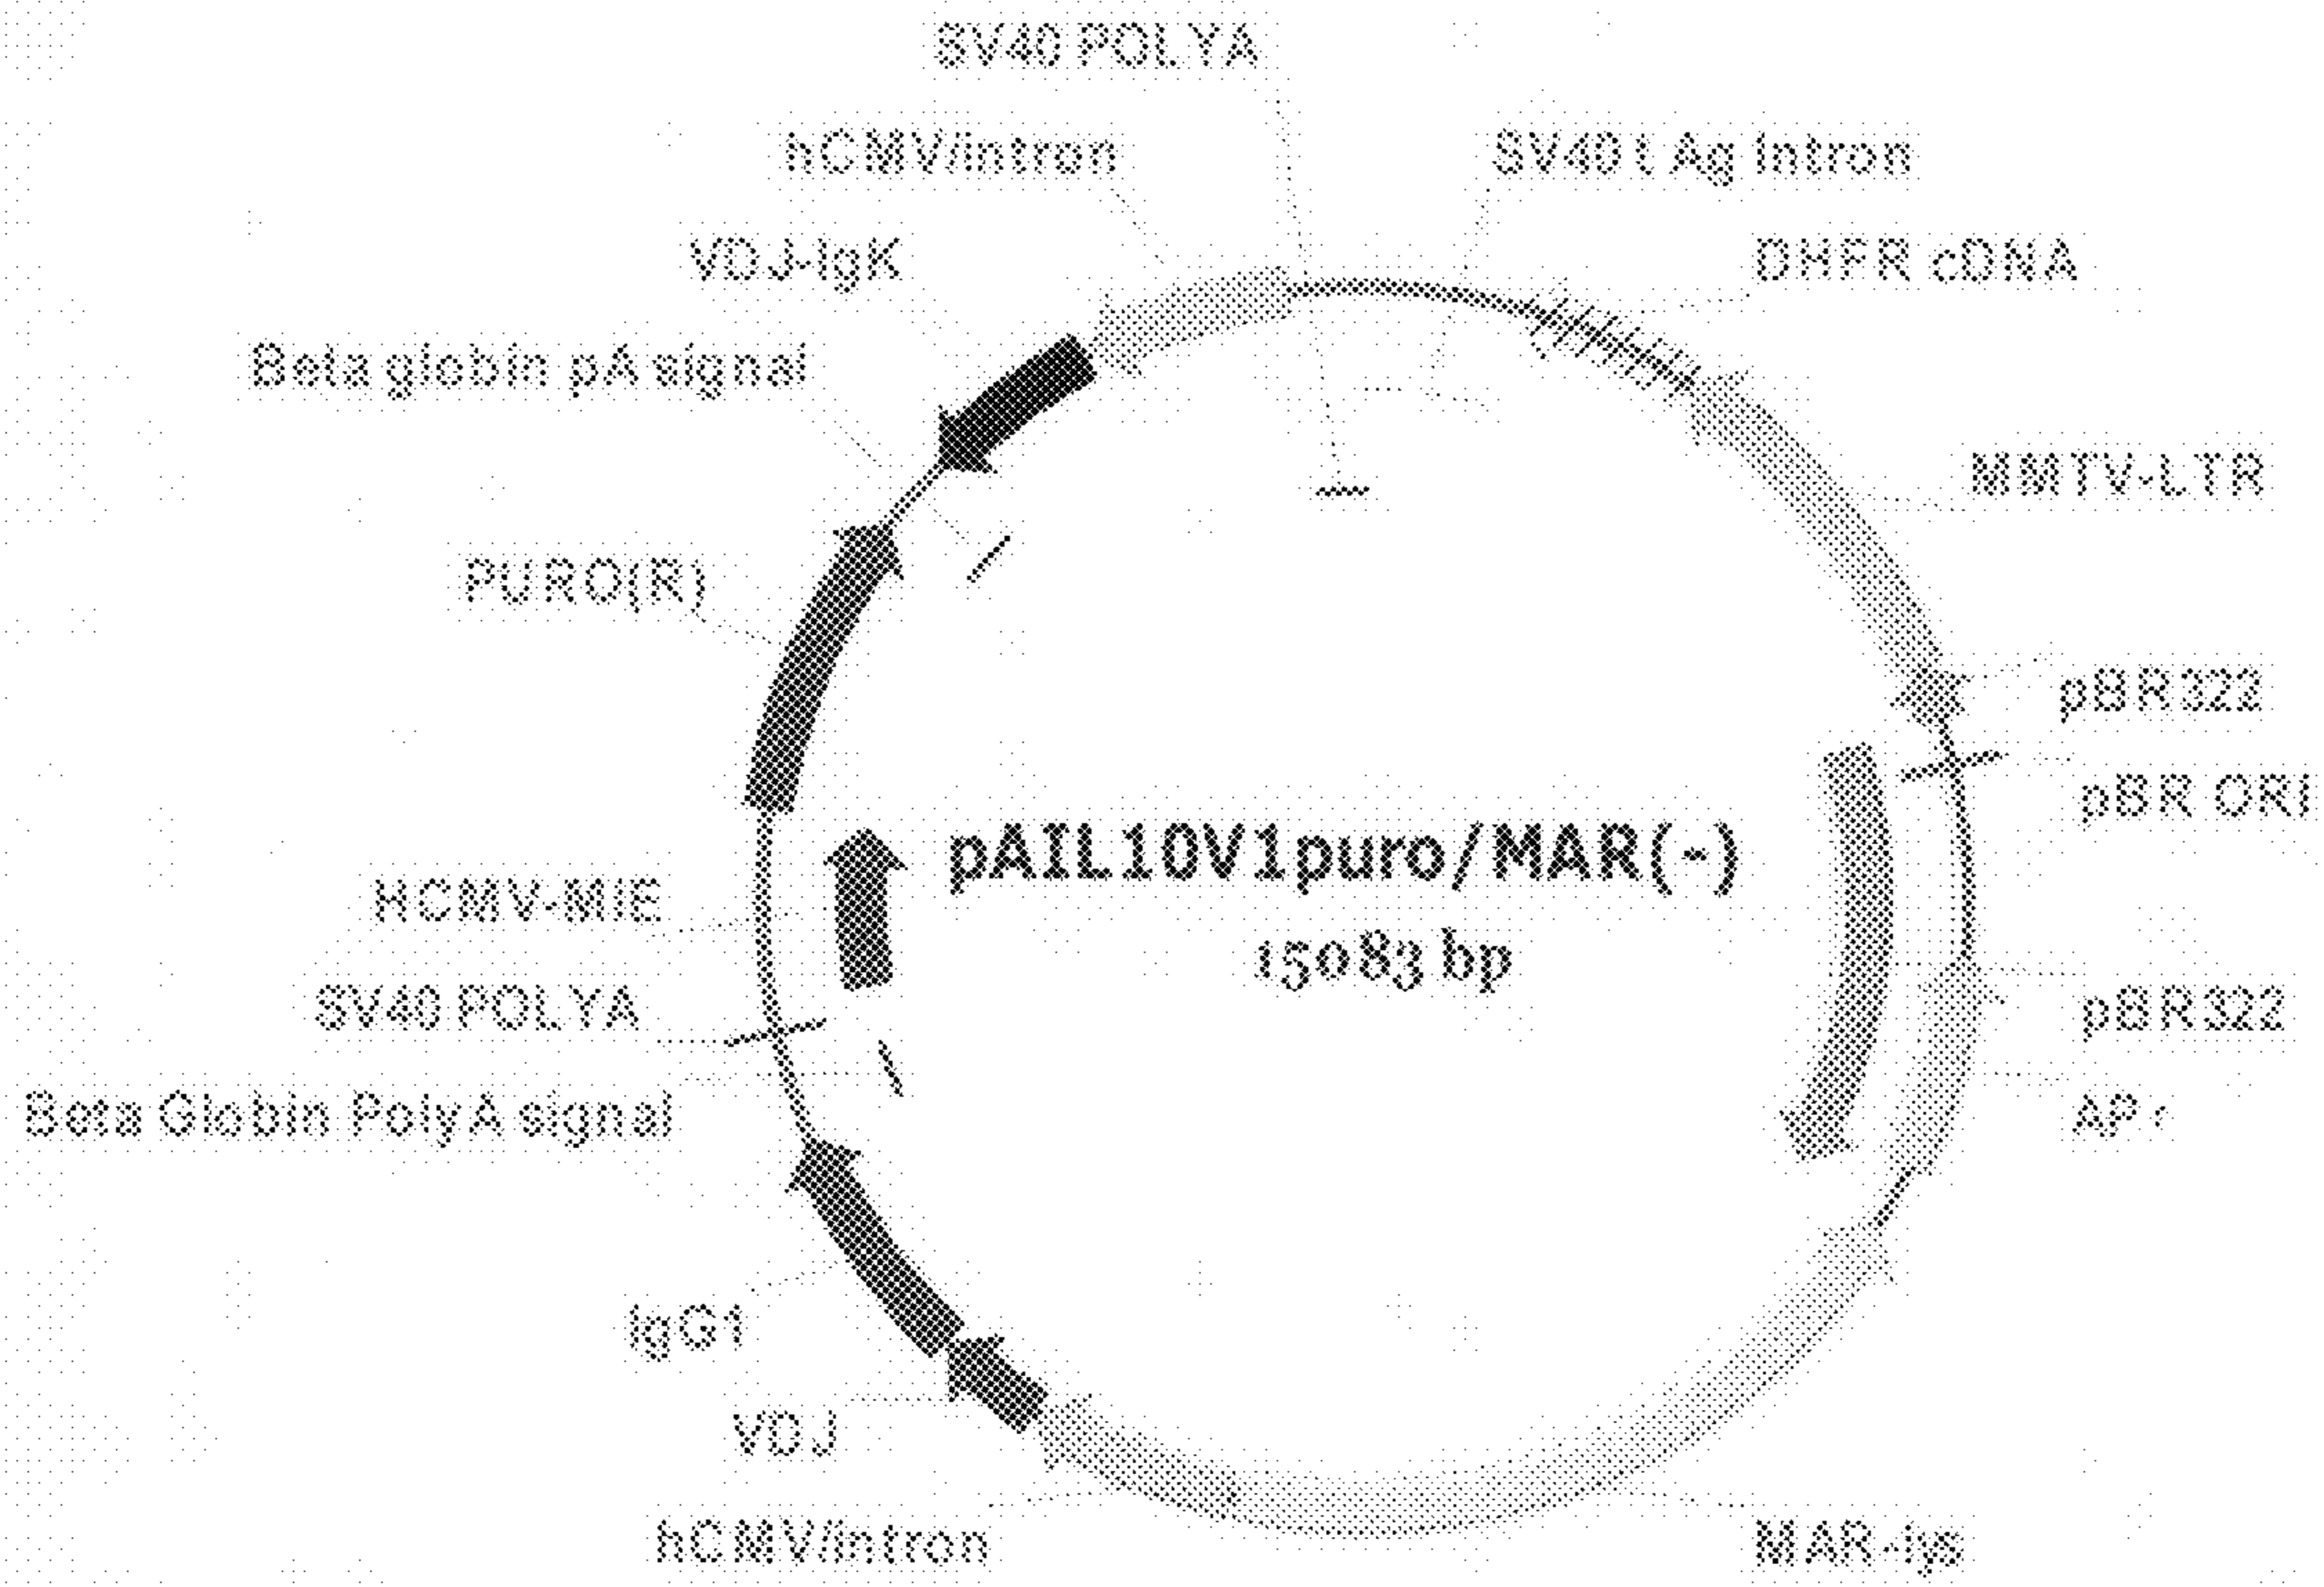 SV40 POLYA
hCMV/intron
SV40 t Ag Intron
VDJ-IgK
DHFR cDNA
Beta globin pA signal
MMTV-LTR
PURO(R)
pBR322
pBR ORI
pAIL10V1puro/MAR(-)
HCMV-MIE
15083 bp
SV40 POLYA
pBR322
Beta Globin PolyA signal
AP r
IgG1
VDJ
hCMV/intron
MAR-lys